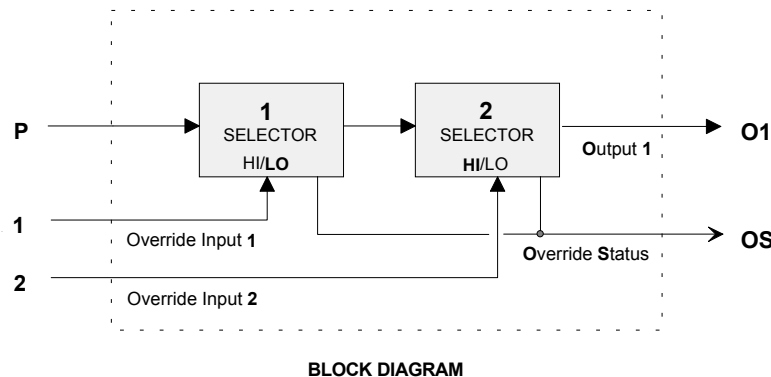 1
SELECTOR
HI/LO
2
SELECTOR
HI/LO
P
O1
Output 1
1
Override Input 1
OS
Override Status
2
Override Input 2
BLOCK DIAGRAM